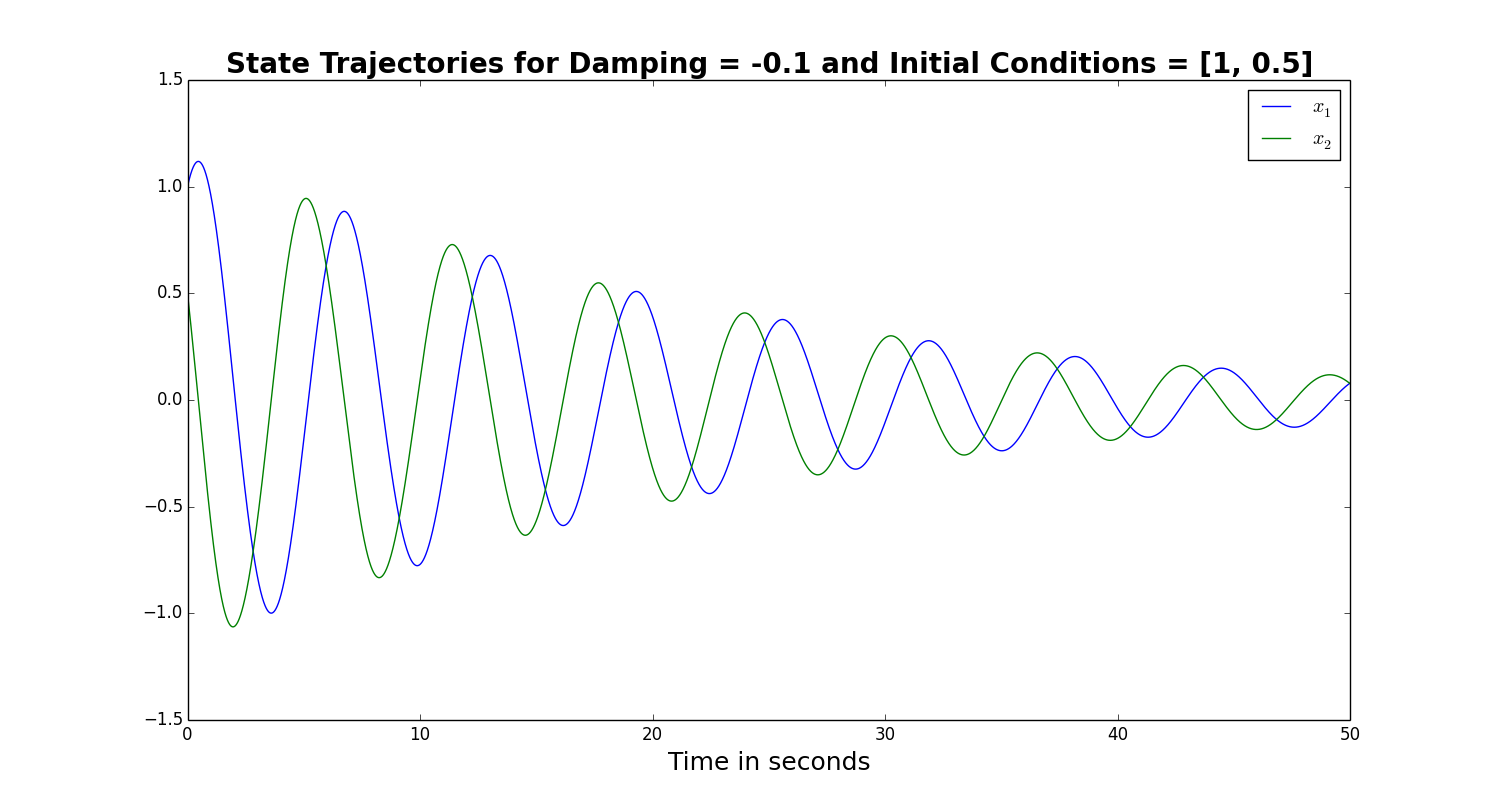 State Trajectories for Damping = -0.1 and Initial Conditions = [1, 0.5]
1.5
x₁
x₂
1.0
0.5
0.0
−0.5
−1.0
−1.5
0 10 20 30 40 50
Time in seconds